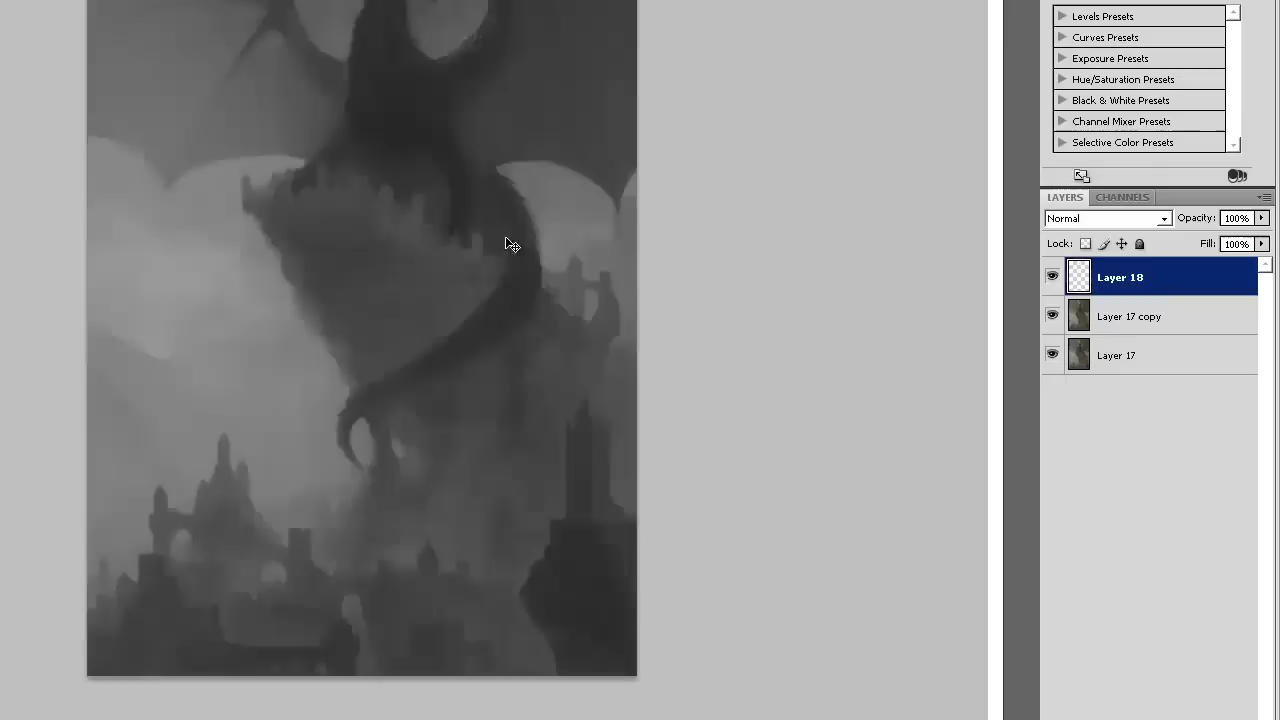 Levels Presets
Curves Presets
Exposure Presets
Hue/Saturation Presets
Black & White Presets
Channel Mixer Presets
Selective Color Presets
LAYERS CHANNELS
Normal Opacity: 100%
Lock: Fill: 100%
Layer 18
Layer 17 copy
Layer 17